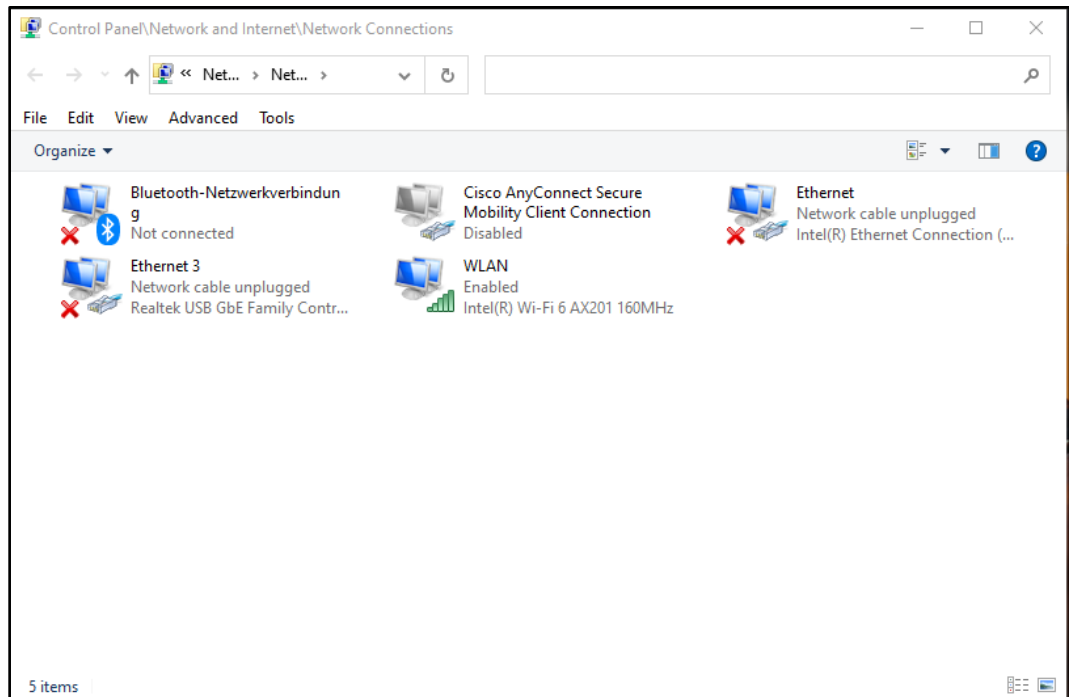 Control Panel\Network and Internet\Network Connections
« Net... > Net... >
File Edit View Advanced Tools
Organize
Bluetooth-Netzwerkverbindun
g
Not connected
Cisco AnyConnect Secure
Mobility Client Connection
Disabled
Ethernet
Network cable unplugged
Intel(R) Ethernet Connection (...
Ethernet 3
Network cable unplugged
Realtek USB GbE Family Contr...
WLAN
Enabled
Intel(R) Wi-Fi 6 AX201 160MHz
5 items